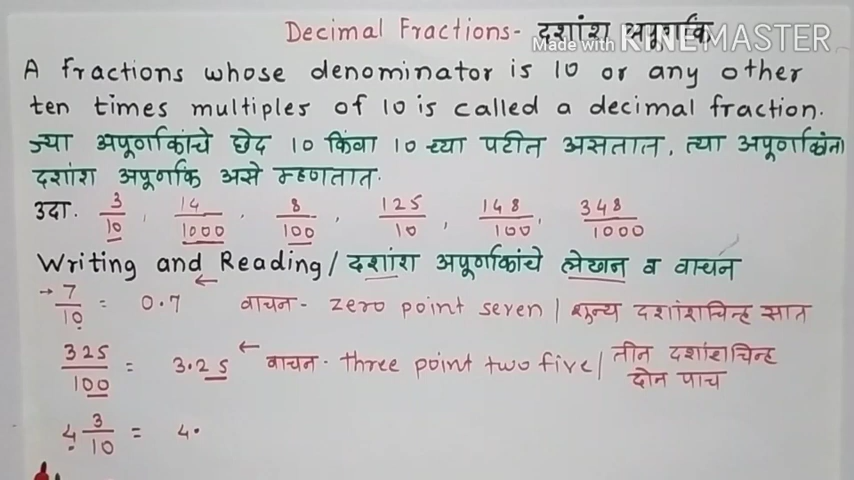 Decimal Fractions- दशांश अपूर्णांक
Made with KINEMASTER
A fractions whose denominator is 10 or any other
ten times multiples of 10 is called a decimal fraction.
ज्या अपूर्णांकांचे छेद 10 किंवा 10 च्या पटीत असतात, त्या अपूर्णांकांना
दशांश अपूर्णांक असे म्हणतात.
उदा. 3/10, 14/1000, 8/100, 125/10, 148/100, 348/1000
Writing and Reading/ दशांश अपूर्णांकांचे लेखन व वाचन
→ 7/10 = 0.7 ← वाचन - zero point seven / शून्य दशांशचिन्ह सात
325/100 = 3.25 ← वाचन - three point two five/ तीन दशांशचिन्ह
दोन पाच
4 3/10 = 4.